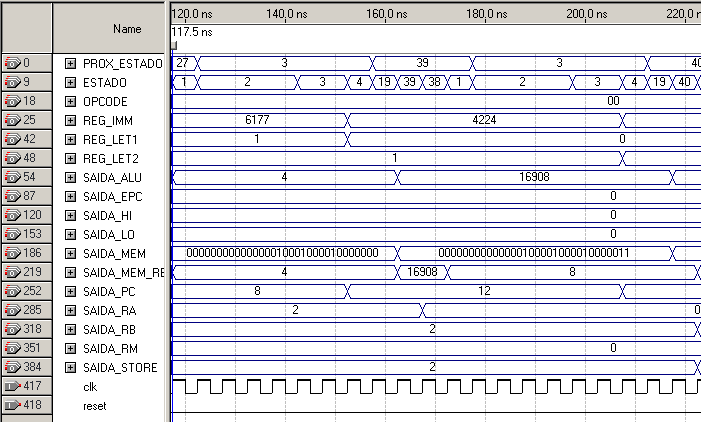 Name
120.0 ns 140.0 ns 160.0 ns 180.0 ns 200.0 ns 220.0
117.5 ns
0 PROX_ESTADO 27 3 39 3 40
9 ESTADO 1 2 3 4 19 39 38 1 2 3 4 19 40
18 OPCODE 00
25 REG_IMM 6177 4224
42 REG_LET1 1 0
48 REG_LET2 1
54 SAIDA_ALU 4 16908
87 SAIDA_EPC 0
120 SAIDA_HI 0
153 SAIDA_LO 0
186 SAIDA_MEM
219 SAIDA_MEM_RE 4 16908 8
252 SAIDA_PC 8 12
285 SAIDA_RA 2 0
318 SAIDA_RB 2
351 SAIDA_RM 0
384 SAIDA_STORE 2
417 clk
418 reset